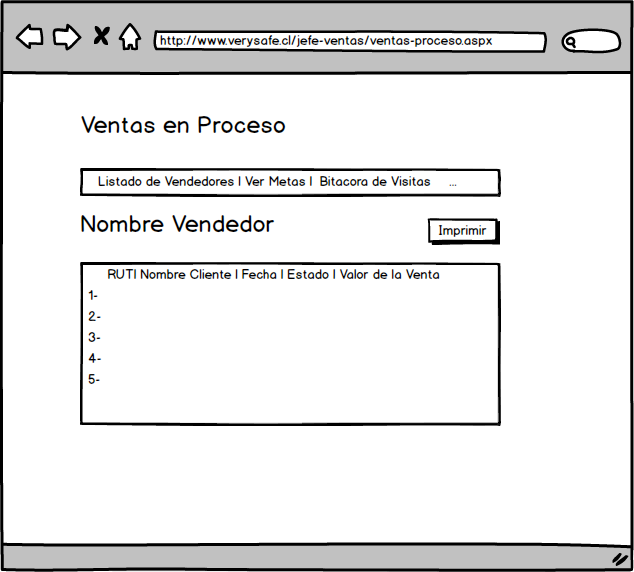 http://www.verysafe.cl/jefe-ventas/ventas-proceso.aspx
Ventas en Proceso
Listado de Vendedores | Ver Metas | Bitacora de Visitas ...
Nombre Vendedor
Imprimir
RUT| Nombre Cliente | Fecha | Estado | Valor de la Venta
1-
2-
3-
4-
5-